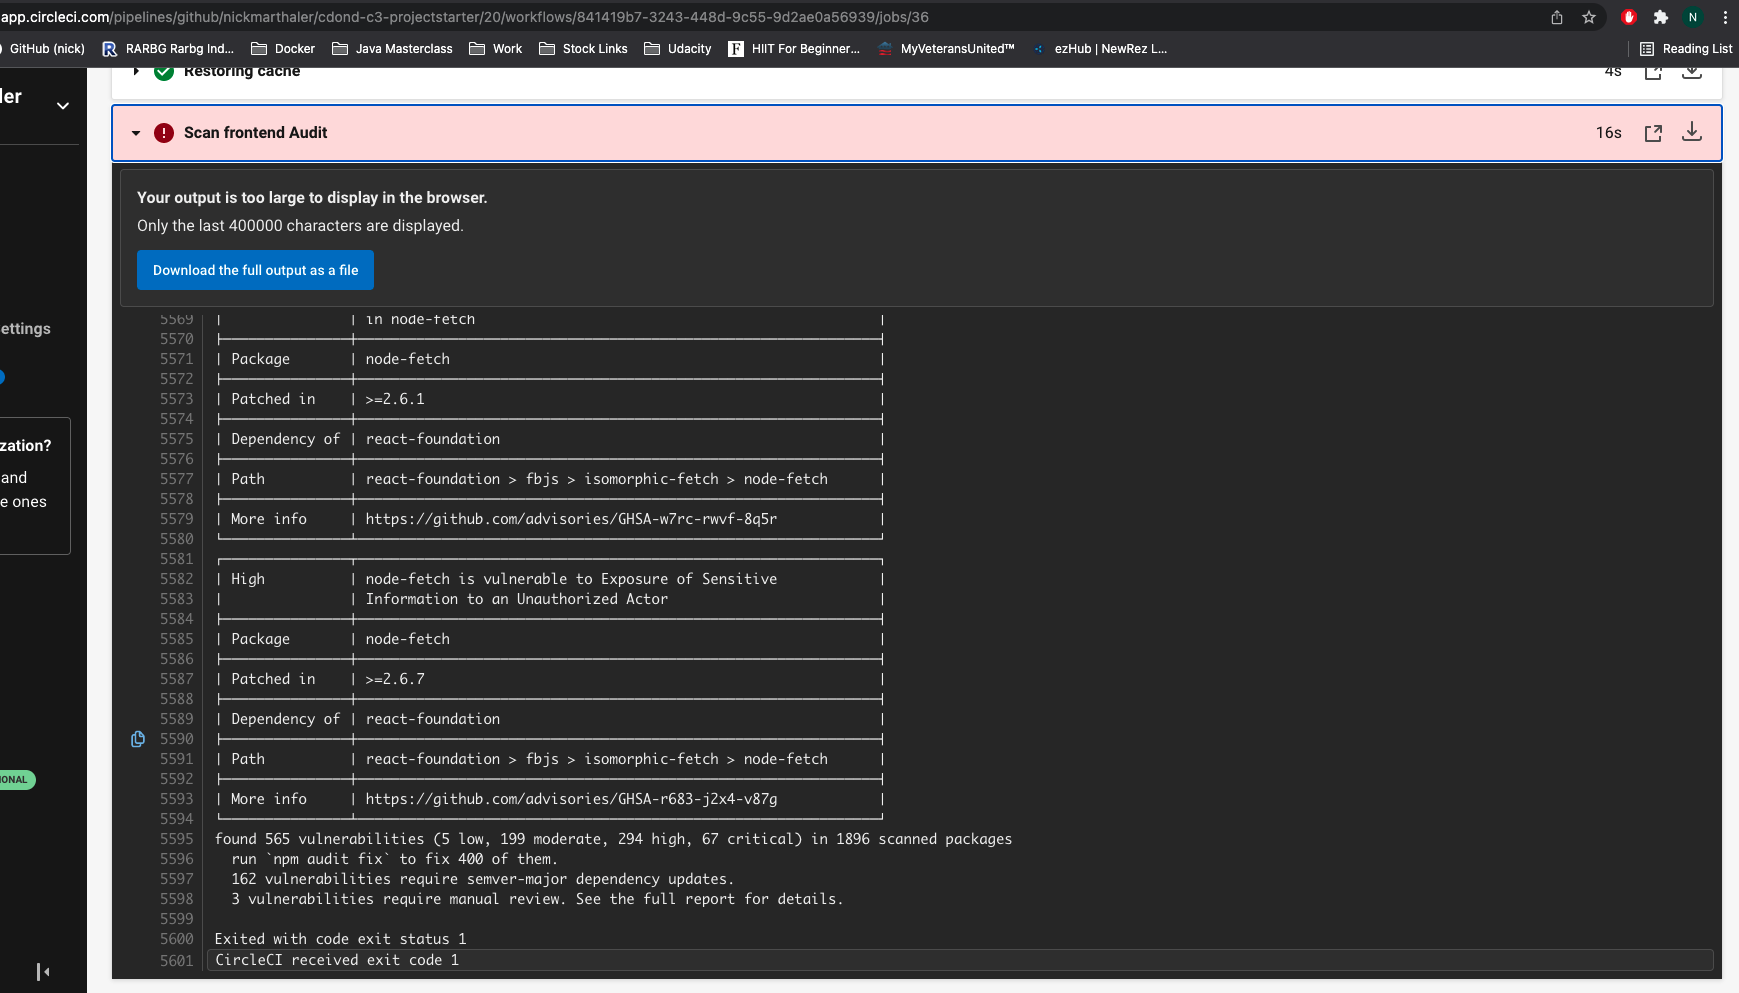 app.circleci.com/pipelines/github/nickmarthaler/cdond-c3-projectstarter/20/workflows/841419b7-3243-448d-9c55-9d2ae0a56939/jobs/36
N
GitHub (nick) R RARBG Rarbg Ind... Docker Java Masterclass Work Stock Links Udacity F HIIT For Beginner... MyVeteransUnited™ ezHub | NewRez L... Reading List
Restoring cache 4s
ler
Scan frontend Audit 16s
Your output is too large to display in the browser.
Only the last 400000 characters are displayed.
Download the full output as a file
ettings
zation?
and
e ones
IONAL
5569 | | in node-fetch |
5570
5571 | Package | node-fetch |
5572
5573 | Patched in | >=2.6.1 |
5574
5575 | Dependency of | react-foundation |
5576
5577 | Path | react-foundation > fbjs > isomorphic-fetch > node-fetch |
5578
5579 | More info | https://github.com/advisories/GHSA-w7rc-rwvf-8q5r |
5580
5581
5582 | High | node-fetch is vulnerable to Exposure of Sensitive |
5583 | | Information to an Unauthorized Actor |
5584
5585 | Package | node-fetch |
5586
5587 | Patched in | >=2.6.7 |
5588
5589 | Dependency of | react-foundation |
5590
5591 | Path | react-foundation > fbjs > isomorphic-fetch > node-fetch |
5592
5593 | More info | https://github.com/advisories/GHSA-r683-j2x4-v87g |
5594
5595 found 565 vulnerabilities (5 low, 199 moderate, 294 high, 67 critical) in 1896 scanned packages
5596 run `npm audit fix` to fix 400 of them.
5597 162 vulnerabilities require semver-major dependency updates.
5598 3 vulnerabilities require manual review. See the full report for details.
5599
5600 Exited with code exit status 1
5601 CircleCI received exit code 1